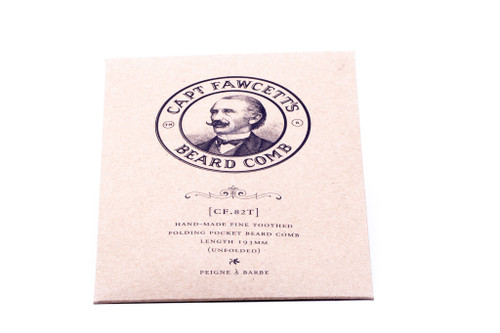 CAPT FAWCETT'S
BEARD COMB
[CF.82T]
HAND-MADE FINE TOOTHED
FOLDING POCKET BEARD COMB
LENGTH 193MM
(UNFOLDED)
PEIGNE À BARBE